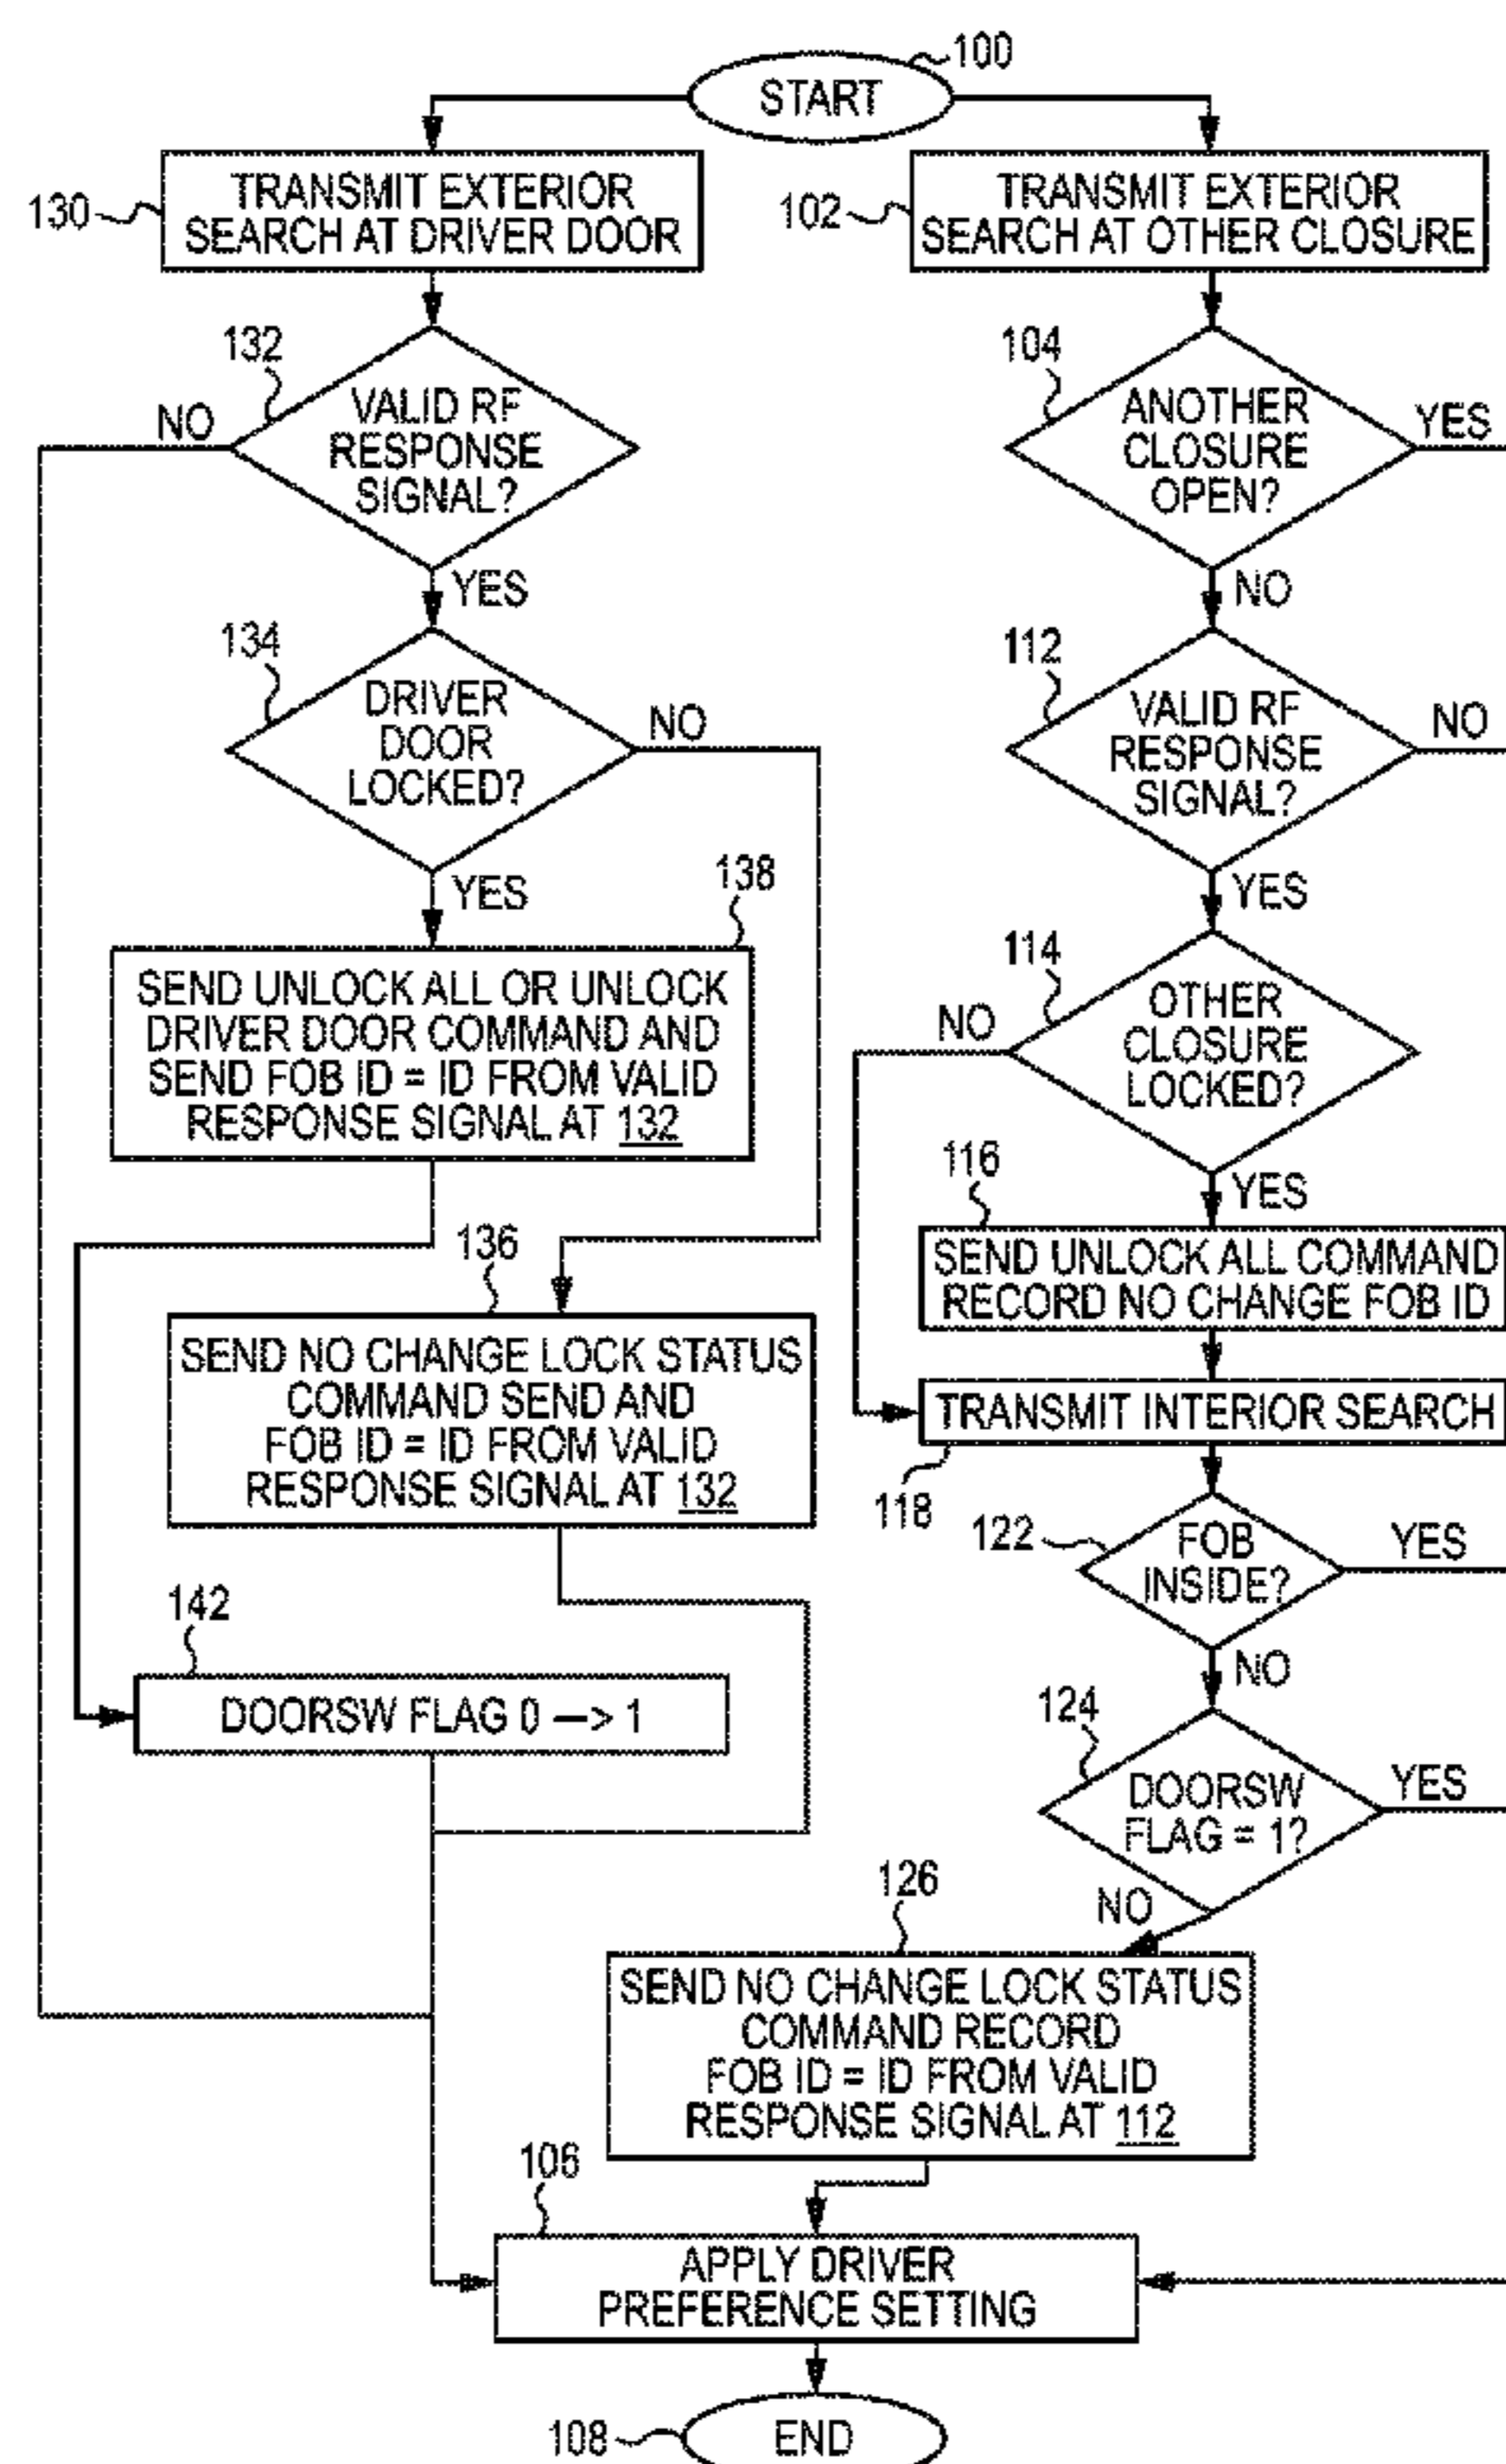 100
START
130
TRANSMIT EXTERIOR
SEARCH AT DRIVER DOOR
102
TRANSMIT EXTERIOR
SEARCH AT OTHER CLOSURE
132
NO
VALID RF
RESPONSE
SIGNAL?
YES
104
ANOTHER
CLOSURE
OPEN?
YES
NO
134
DRIVER
DOOR
LOCKED?
NO
YES
112
VALID RF
RESPONSE
SIGNAL?
NO
YES
138
SEND UNLOCK ALL OR UNLOCK
DRIVER DOOR COMMAND AND
SEND FOB ID = ID FROM VALID
RESPONSE SIGNAL AT 132
114
NO
OTHER
CLOSURE
LOCKED?
YES
116
SEND UNLOCK ALL COMMAND
RECORD NO CHANGE FOB ID
136
SEND NO CHANGE LOCK STATUS
COMMAND SEND AND
FOB ID = ID FROM VALID
RESPONSE SIGNAL AT 132
TRANSMIT INTERIOR SEARCH
118
122
FOB
INSIDE?
YES
NO
142
DOORSW FLAG 0 —> 1
124
DOORSW
FLAG = 1?
YES
NO
126
SEND NO CHANGE LOCK STATUS
COMMAND RECORD
FOB ID = ID FROM VALID
RESPONSE SIGNAL AT 112
106
APPLY DRIVER
PREFERENCE SETTING
108
END